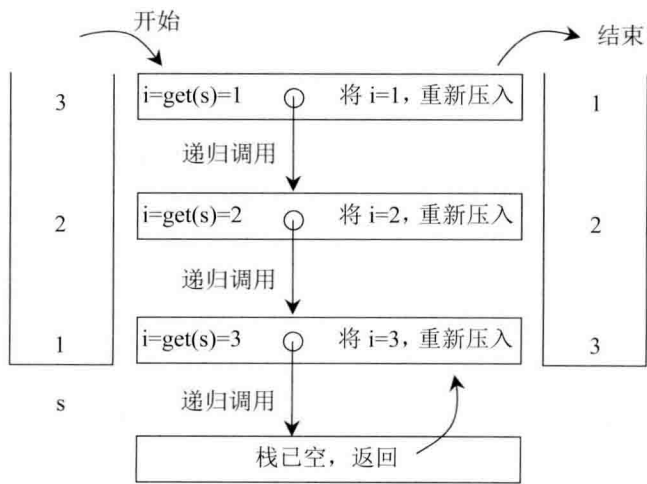 开始
结束
3
i=get(s)=1
将 i=1, 重新压入
1
递归调用
2
i=get(s)=2
将 i=2, 重新压入
2
递归调用
1
i=get(s)=3
将 i=3, 重新压入
3
s
递归调用
栈已空，返回